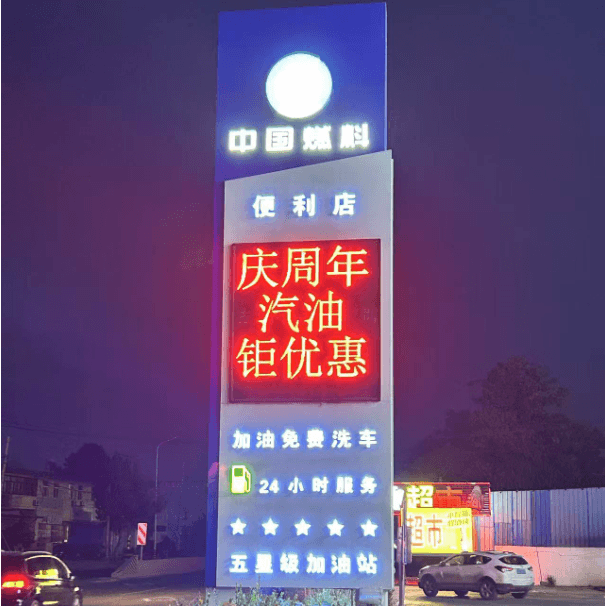 中国燃料
便利店
庆周年
汽油
钜优惠
加油免费洗车
24小时服务
五星级加油站
超
超市